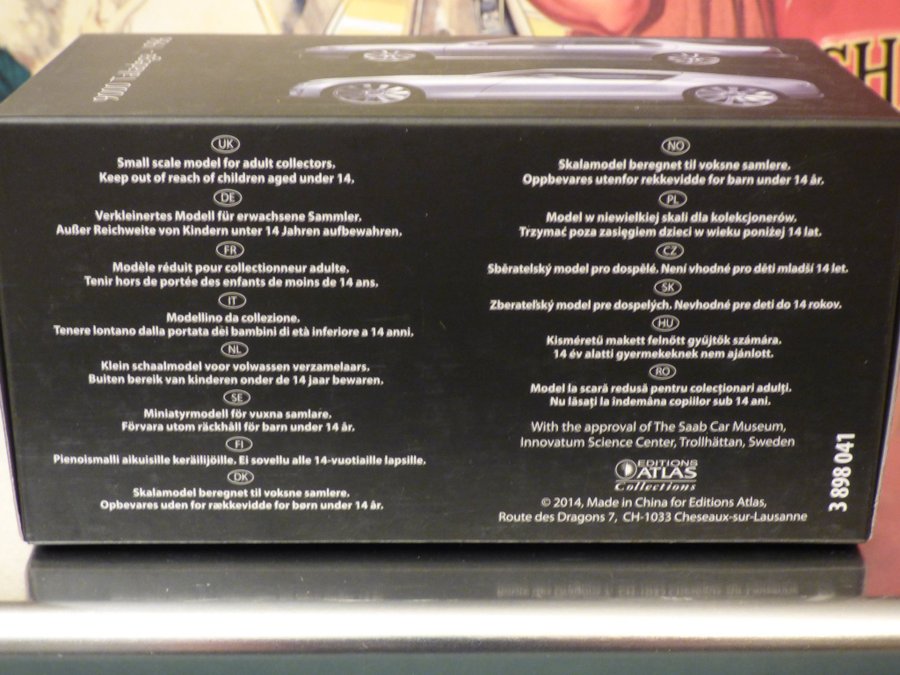 9000 Talladega - 1996
SH
UK
Small scale model for adult collectors.
Keep out of reach of children aged under 14.
DE
Verkleinertes Modell für erwachsene Sammler.
Außer Reichweite von Kindern unter 14 Jahren aufbewahren.
FR
Modèle réduit pour collectionneur adulte.
Tenir hors de portée des enfants de moins de 14 ans.
IT
Modellino da collezione.
Tenere lontano dalla portata dei bambini di età inferiore a 14 anni.
NL
Klein schaalmodel voor volwassen verzamelaars.
Buiten bereik van kinderen onder de 14 jaar bewaren.
SE
Miniatyrmodell för vuxna samlare.
Förvara utom räckhåll för barn under 14 år.
FI
Pienoismalli aikuisille keräilijöille. Ei sovellu alle 14-vuotiaille lapsille.
DK
Skalamodel beregnet til voksne samlere.
Opbevares uden for rækkevidde for børn under 14 år.
NO
Skalamodel beregnet til voksne samlere.
Oppbevares utenfor rekkevidde for barn under 14 år.
PL
Model w niewielkiej skali dla kolekcjonerów.
Trzymać poza zasięgiem dzieci w wieku poniżej 14 lat.
CZ
Sběratelský model pro dospělé. Není vhodné pro děti mladší 14 let.
SK
Zberateľský model pre dospelých. Nevhodné pre deti do 14 rokov.
HU
Kisméretű makett felnőtt gyűjtők számára.
14 év alatti gyermekeknek nem ajánlott.
RO
Model la scară redusă pentru colecționari adulți.
Nu lăsați la îndemâna copiilor sub 14 ani.
With the approval of The Saab Car Museum,
Innovatum Science Center, Trollhättan, Sweden
EDITIONS
ATLAS
Collections
© 2014, Made in China for Editions Atlas,
Route des Dragons 7, CH-1033 Cheseaux-sur-Lausanne
3 898 041